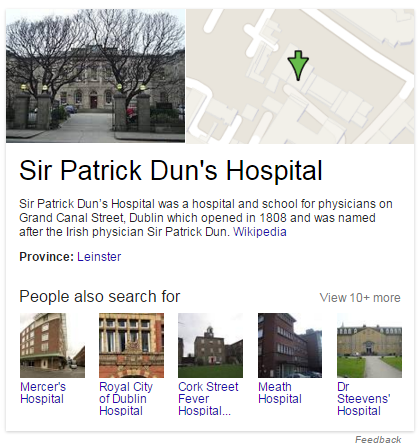 Sir Patrick Dun's Hospital
Sir Patrick Dun's Hospital was a hospital and school for physicians on
Grand Canal Street, Dublin which opened in 1808 and was named
after the Irish physician Sir Patrick Dun. Wikipedia
Province: Leinster
People also search for
View 10+ more
Mercer's
Hospital
Royal City
of Dublin
Hospital
Cork Street
Fever
Hospital...
Meath
Hospital
Dr
Steevens'
Hospital
Feedback